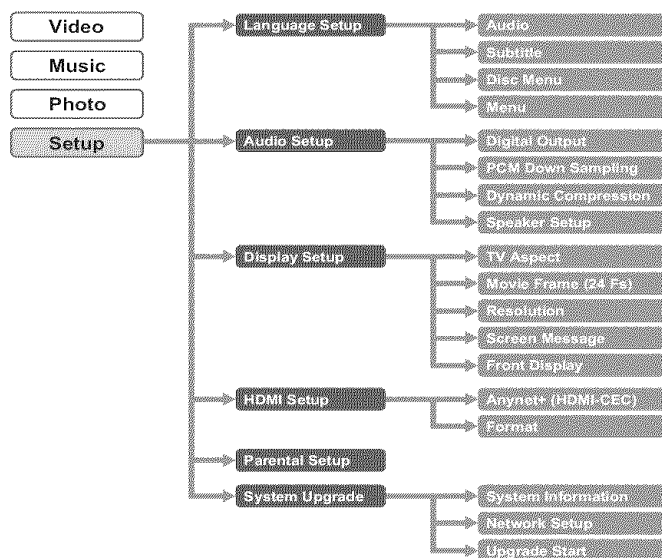 Video
Music
Photo
Setup
Language Setup
Audio
Subtitle
Disc Menu
Menu
Audio Setup
Digital Output
PCM Down Sampling
Dynamic Compression
Speaker Setup
Display Setup
TV Aspect
Movie Frame (24 Fs)
Resolution
Screen Message
Front Display
HDMI Setup
Anynet+ (HDMI-CEC)
Format
Parental Setup
System Upgrade
System Information
Network Setup
Upgrade Start